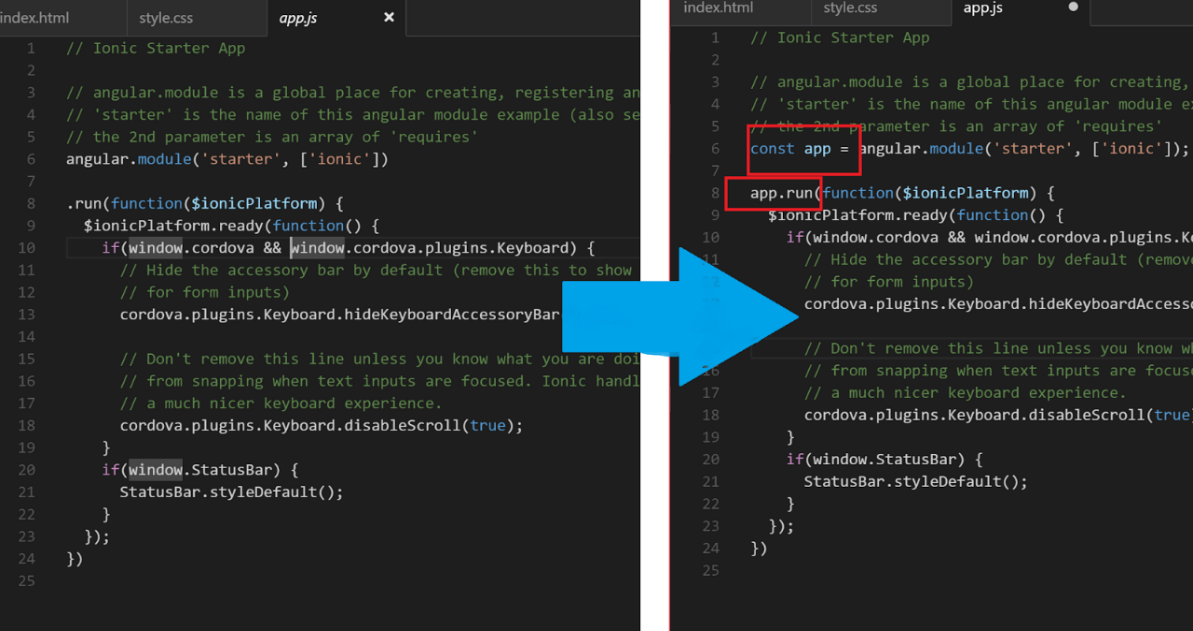 index.html style.css app.js ×
1 // Ionic Starter App
2
3 // angular.module is a global place for creating, registering an
4 // 'starter' is the name of this angular module example (also se
5 // the 2nd parameter is an array of 'requires'
6 angular.module('starter', ['ionic'])
7
8 .run(function($ionicPlatform) {
9 $ionicPlatform.ready(function() {
10 if(window.cordova && window.cordova.plugins.Keyboard) {
11 // Hide the accessory bar by default (remove this to show
12 // for form inputs)
13 cordova.plugins.Keyboard.hideKeyboardAccessoryBar
14
15 // Don't remove this line unless you know what you are doi
16 // from snapping when text inputs are focused. Ionic handl
17 // a much nicer keyboard experience.
18 cordova.plugins.Keyboard.disableScroll(true);
19 }
20 if(window.StatusBar) {
21 StatusBar.styleDefault();
22 }
23 });
24 })
25
index.html style.css app.js ●
1 // Ionic Starter App
2
3 // angular.module is a global place for creating,
4 // 'starter' is the name of this angular module e
5 // the 2nd parameter is an array of 'requires'
6 const app = angular.module('starter', ['ionic']);
7
8 app.run(function($ionicPlatform) {
9 $ionicPlatform.ready(function() {
10 if(window.cordova && window.cordova.plugins.Ke
11 // Hide the accessory bar by default (remove
12 // for form inputs)
cordova.plugins.Keyboard.hideKeyboardAccesso
// Don't remove this line unless you know wh
16 // from snapping when text inputs are focuse
17 // a much nicer keyboard experience.
18 cordova.plugins.Keyboard.disableScroll(true
19 }
20 if(window.StatusBar) {
21 StatusBar.styleDefault();
22 }
23 });
24 })
25